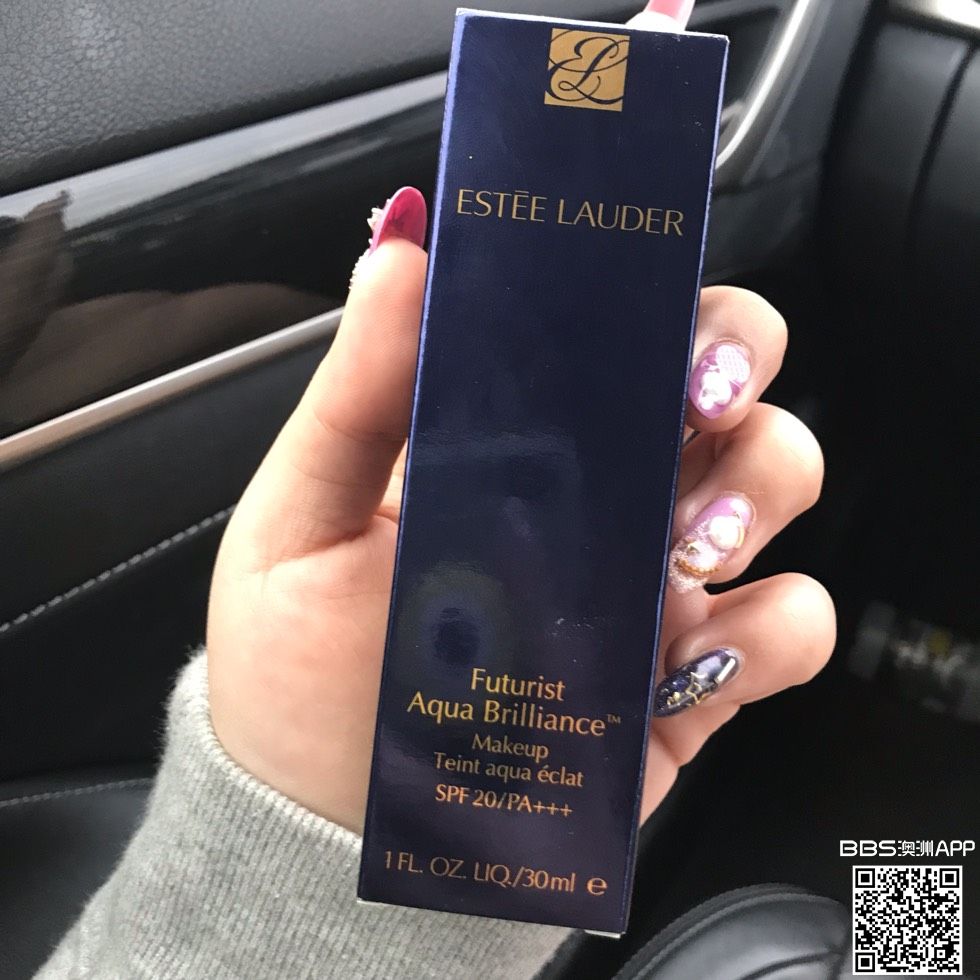 EL
ESTĒE LAUDER
Futurist
Aqua Brilliance™
Makeup
Teint aqua éclat
SPF 20/PA+++
1 FL. OZ. LIQ./30ml ℮
BBS澳洲APP